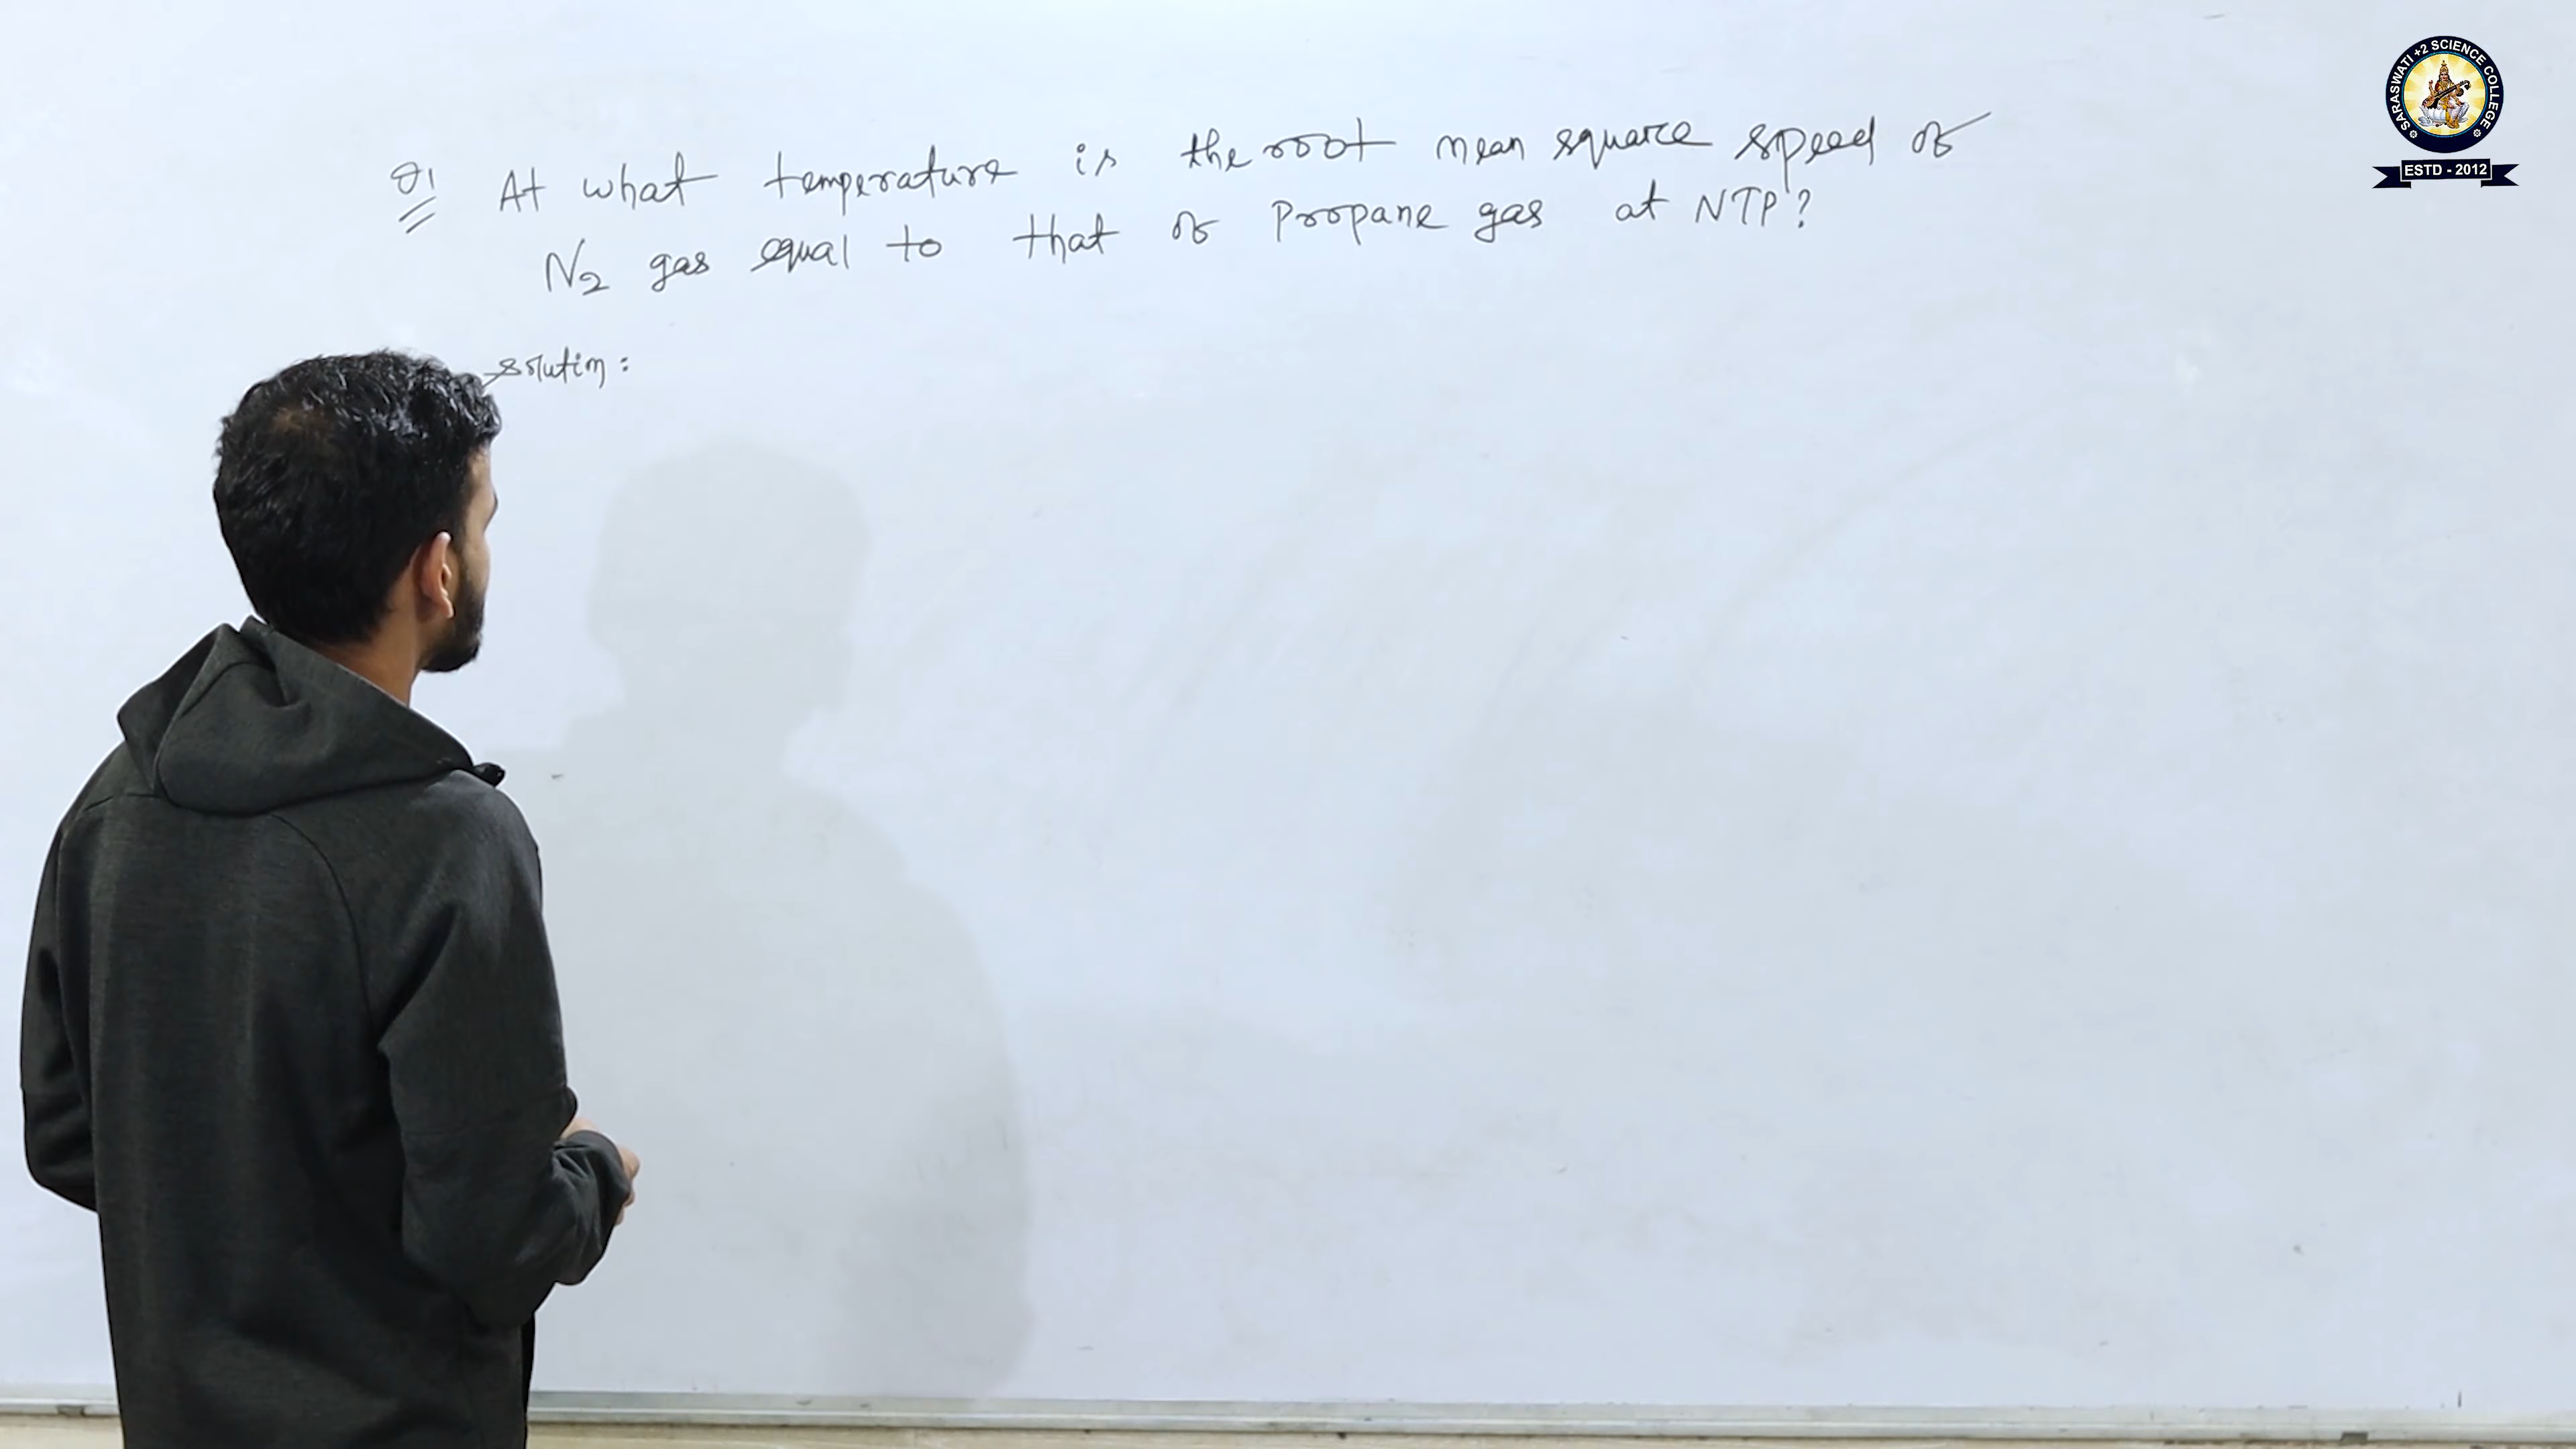 Q1 At what temperature is the root mean square speed of
N2 gas equal to that of Propane gas at NTP?
Solution:
SARASWATI +2 SCIENCE COLLEGE
ESTD - 2012